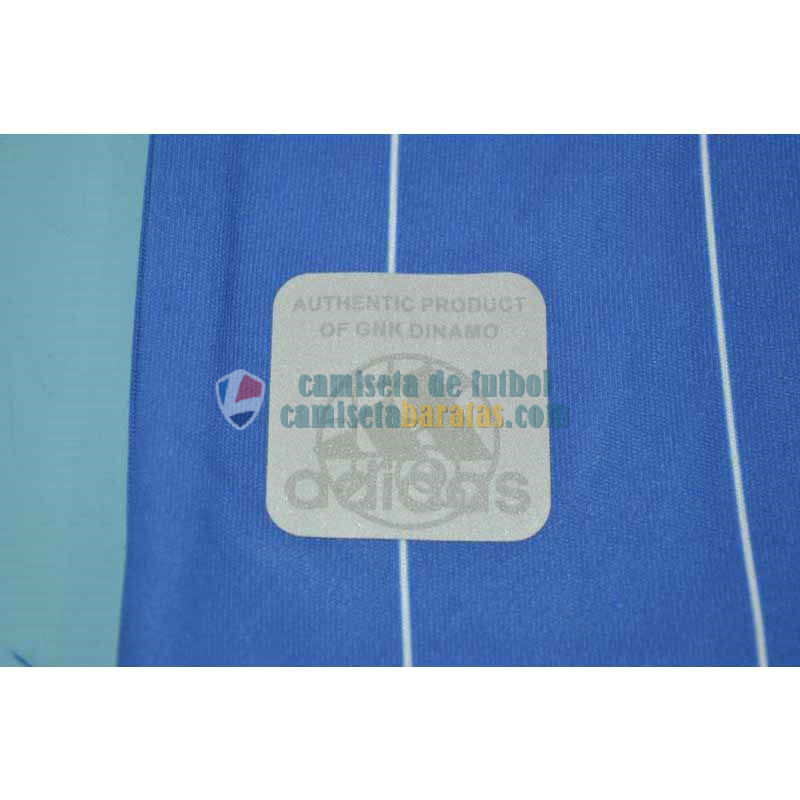 AUTHENTIC PRODUCT
OF GNK DINAMO
camiseta de futbol
camisetabaratas.com
adidas